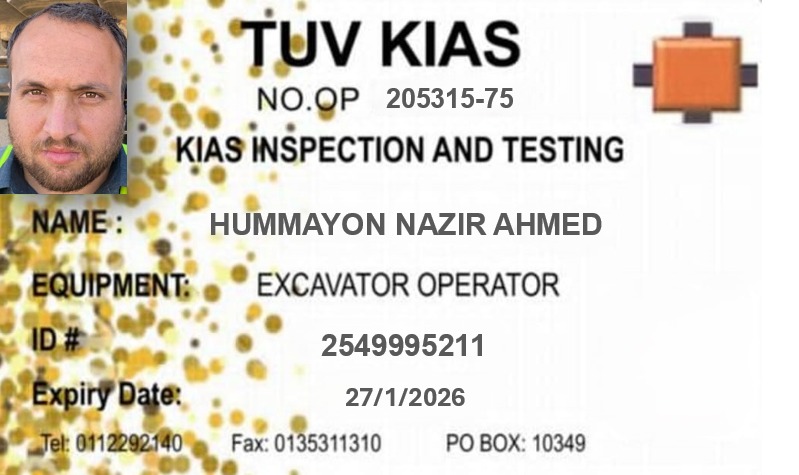 TUV KIAS
NO.OP 205315-75
KIAS INSPECTION AND TESTING
NAME : HUMMAYON NAZIR AHMED
EQUIPMENT: EXCAVATOR OPERATOR
ID # 2549995211
Expiry Date: 27/1/2026
Tel: 0112292140 Fax: 0135311310 PO BOX: 10349